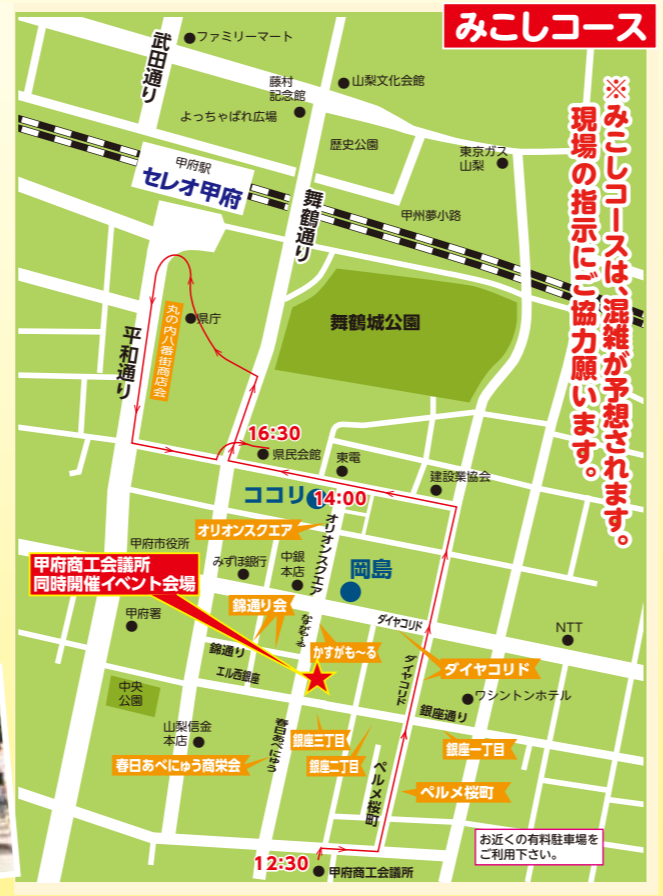 みこしコース
※みこしコースは、混雑が予想されます。
現場の指示にご協力願います。
武田通り
ファミリーマート
藤村
記念館
山梨文化会館
よっちゃばれ広場
歴史公園
東京ガス
山梨
甲府駅
セレオ甲府
舞鶴通り
甲州夢小路
舞鶴城公園
県庁
丸の内八番街商店会
平和通り
16:30
県民会館
東電
建設業協会
ココリ
14:00
オリオンスクエア
オリオンスクエア
甲府市役所
みずほ銀行
中銀
本店
岡島
甲府商工会議所
同時開催イベント会場
錦通り会
ダイヤコリド
甲府署
かすがも〜る
かすがも〜る
NTT
錦通り
エル西銀座
ダイヤコリド
ダイヤコリド
ワシントンホテル
中央
公園
銀座通り
山梨信金
本店
春日あべにゅう
銀座三丁目
銀座一丁目
春日あべにゅう商栄会
銀座二丁目
ペルメ桜町
ペルメ桜町
お近くの有料駐車場を
ご利用下さい。
12:30
甲府商工会議所